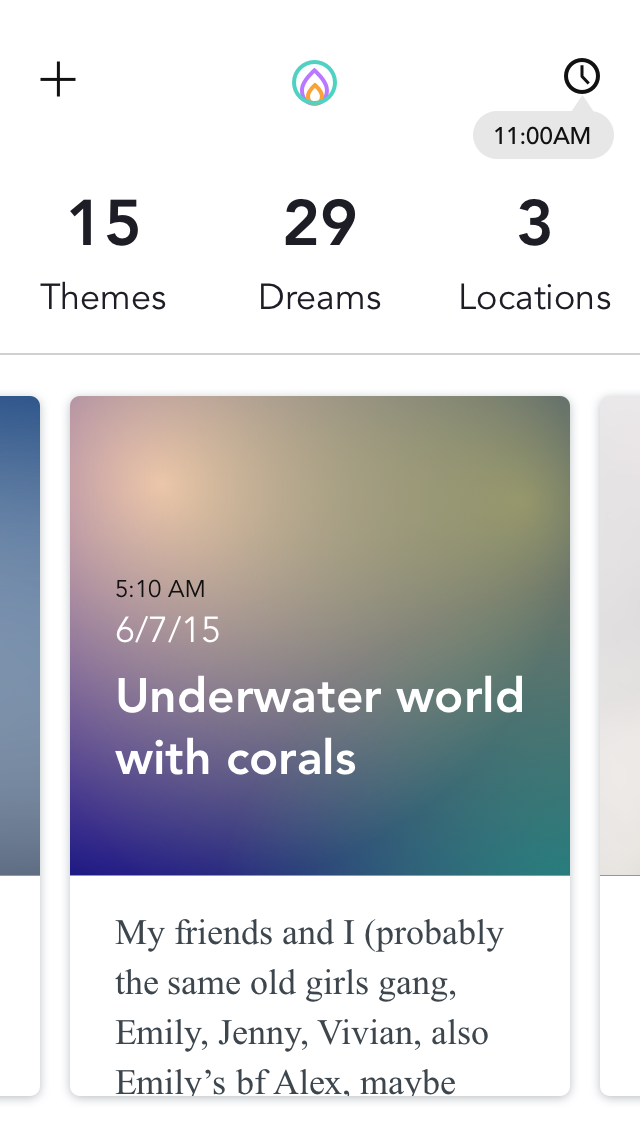 11:00AM
15 29 3
Themes Dreams Locations
5:10 AM
6/7/15
Underwater world
with corals
My friends and I (probably
the same old girls gang,
Emily, Jenny, Vivian, also
Emily’s bf Alex, maybe